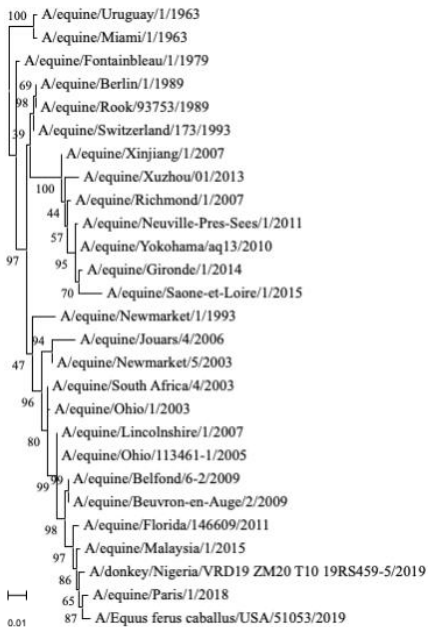 100 A/equine/Uruguay/1/1963
A/equine/Miami/1/1963
A/equine/Fontainbleau/1/1979
69 A/equine/Berlin/1/1989
98 A/equine/Rook/93753/1989
39 A/equine/Switzerland/173/1993
A/equine/Xinjiang/1/2007
A/equine/Xuzhou/01/2013
100
A/equine/Richmond/1/2007
44
A/equine/Neuville-Pres-Sees/1/2011
57
A/equine/Yokohama/aq13/2010
95 A/equine/Gironde/1/2014
97
70 A/equine/Saone-et-Loire/1/2015
A/equine/Newmarket/1/1993
94 A/equine/Jouars/4/2006
47 A/equine/Newmarket/5/2003
A/equine/South Africa/4/2003
96
A/equine/Ohio/1/2003
A/equine/Lincolnshire/1/2007
80
A/equine/Ohio/113461-1/2005
99 A/equine/Belfond/6-2/2009
99
A/equine/Beuvron-en-Auge/2/2009
A/equine/Florida/146609/2011
98
A/equine/Malaysia/1/2015
97
A/donkey/Nigeria/VRD19 ZM20 T10 19RS459-5/2019
86
A/equine/Paris/1/2018
65
A/Equus ferus caballus/USA/51053/2019
87
0.01